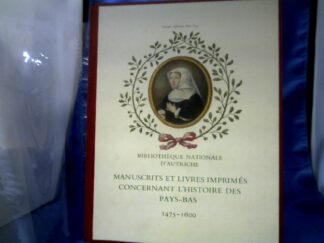 BIBLIOTHÈQUE NATIONALE
D'AUTRICHE
MANUSCRITS ET LIVRES IMPRIMÉS
CONCERNANT L'HISTOIRE DES
PAYS-BAS
1475-1600